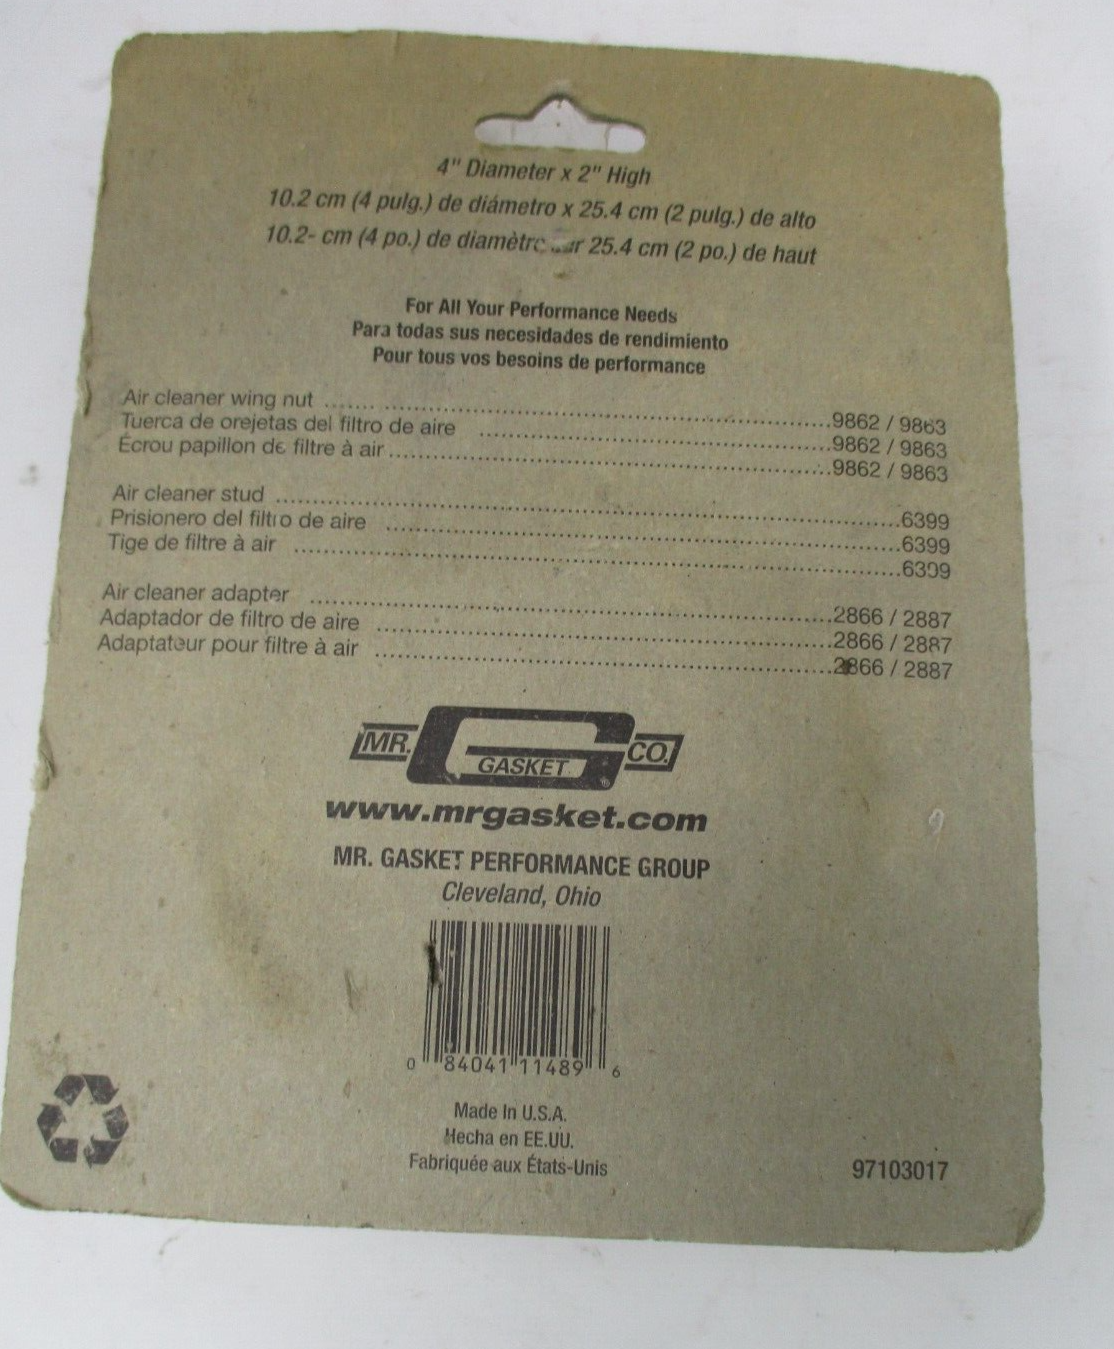 4" Diameter x 2" High
10.2 cm (4 pulg.) de diámetro x 25.4 cm (2 pulg.) de alto
10.2- cm (4 po.) de diamètre 25.4 cm (2 po.) de haut
For All Your Performance Needs
Para todas sus necesidades de rendimiento
Pour tous vos besoins de performance
Air cleaner wing nut ........................9862 / 9863
Tuerca de orejetas del filtro de aire ........................9862 / 9863
Écrou papillon de filtre à air ........................9862 / 9863
Air cleaner stud ........................6399
Prisionero del filtro de aire ........................6399
Tige de filtre à air ........................6399
Air cleaner adapter ........................2866 / 2887
Adaptador de filtro de aire ........................2866 / 2887
Adaptateur pour filtre à air ........................2866 / 2887
MR. GASKET CO.
www.mrgasket.com
MR. GASKET PERFORMANCE GROUP
Cleveland, Ohio
0 84041 11489 6
Made In U.S.A.
Hecha en EE.UU.
Fabriquée aux États-Unis
97103017